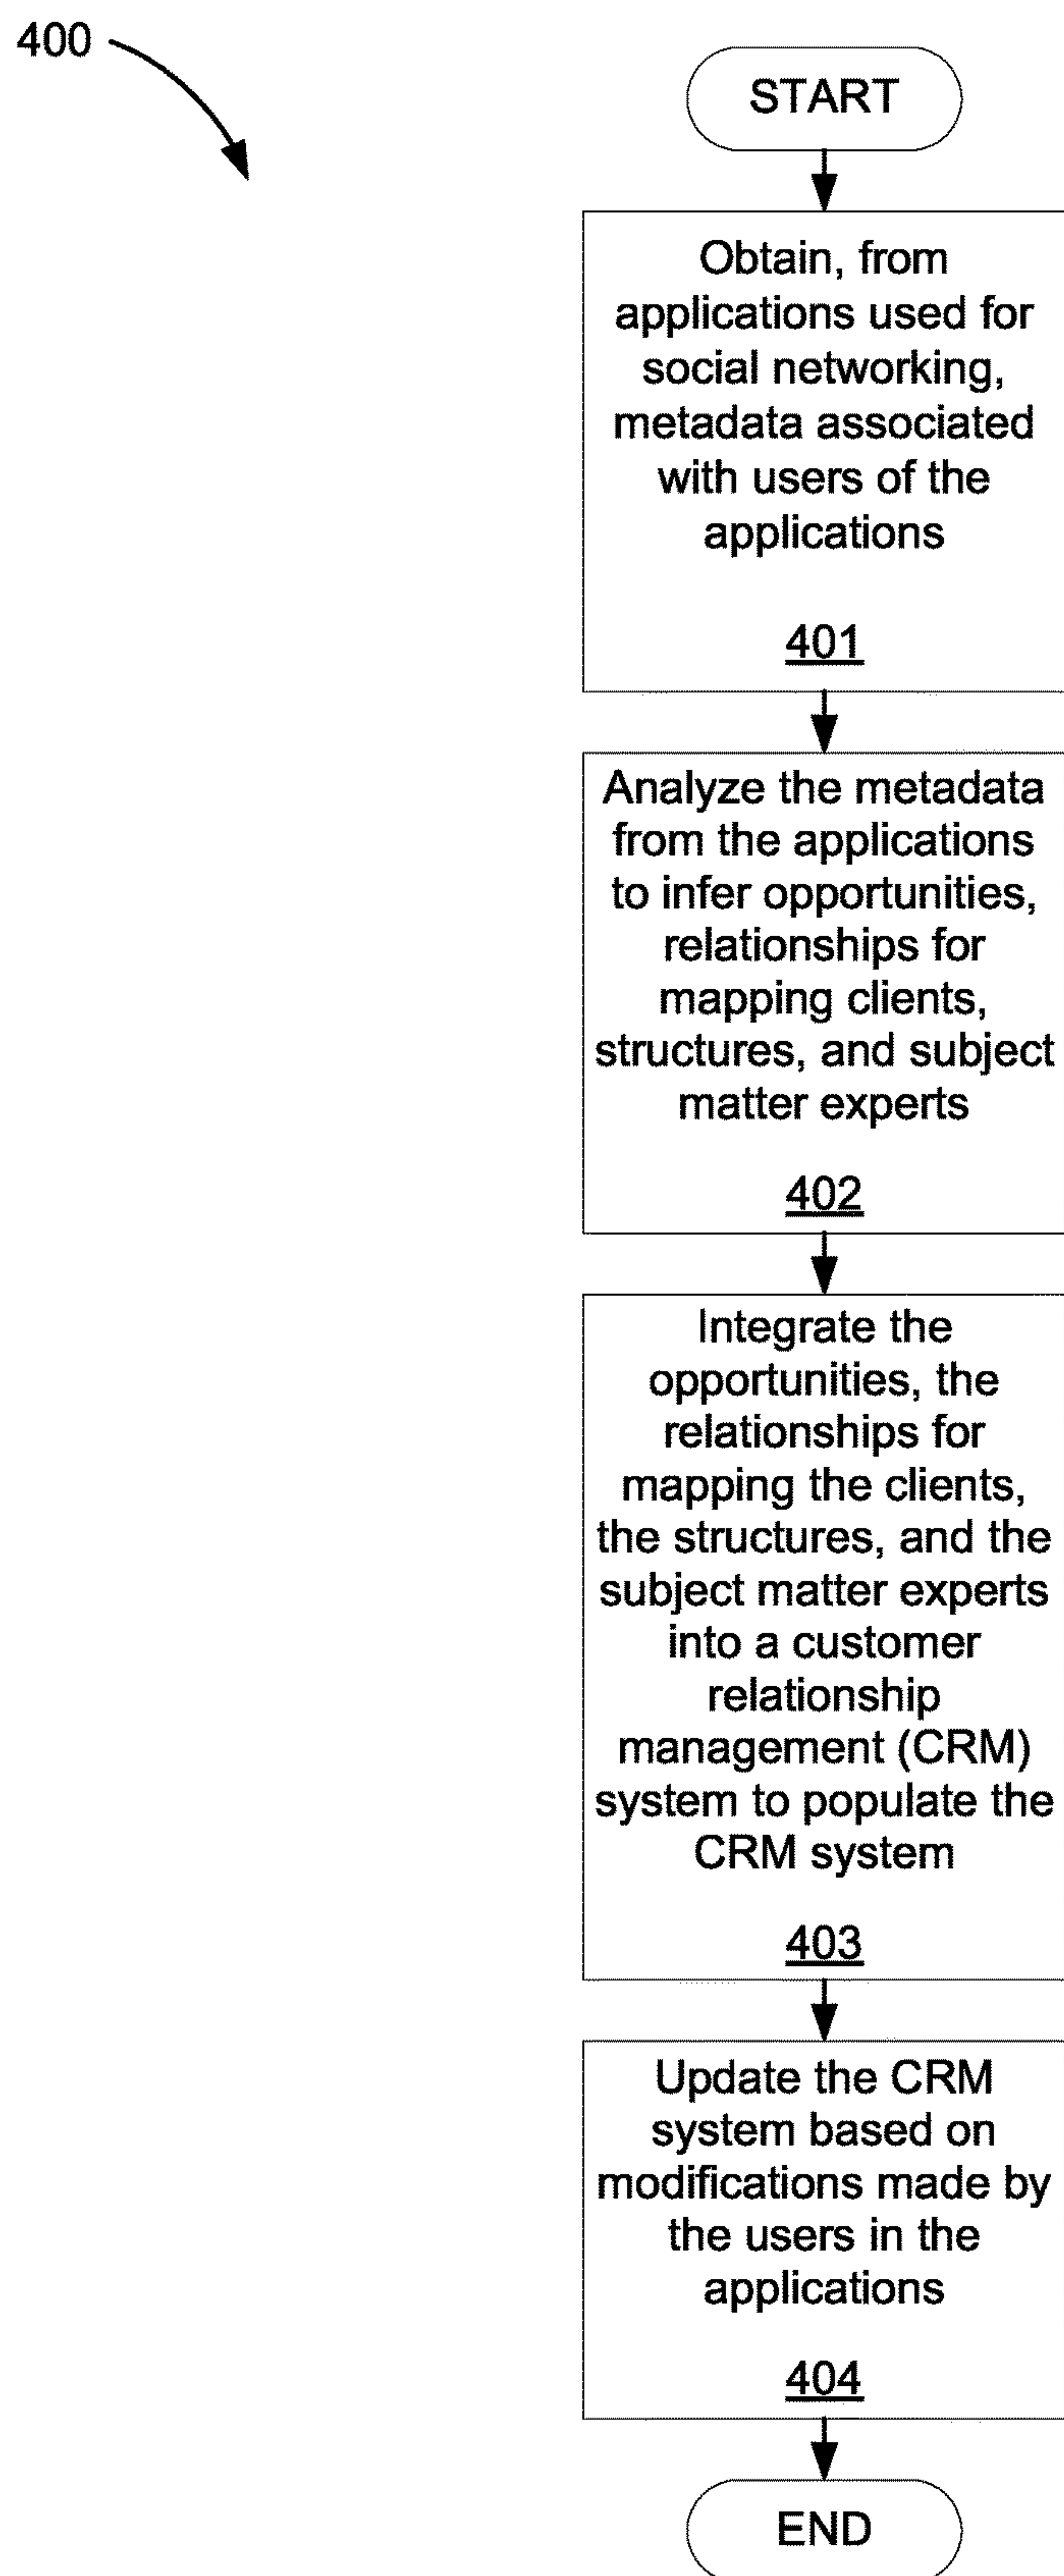 400
START
Obtain, from
applications used for
social networking,
metadata associated
with users of the
applications
401
Analyze the metadata
from the applications
to infer opportunities,
relationships for
mapping clients,
structures, and subject
matter experts
402
Integrate the
opportunities, the
relationships for
mapping the clients,
the structures, and the
subject matter experts
into a customer
relationship
management (CRM)
system to populate the
CRM system
403
Update the CRM
system based on
modifications made by
the users in the
applications
404
END